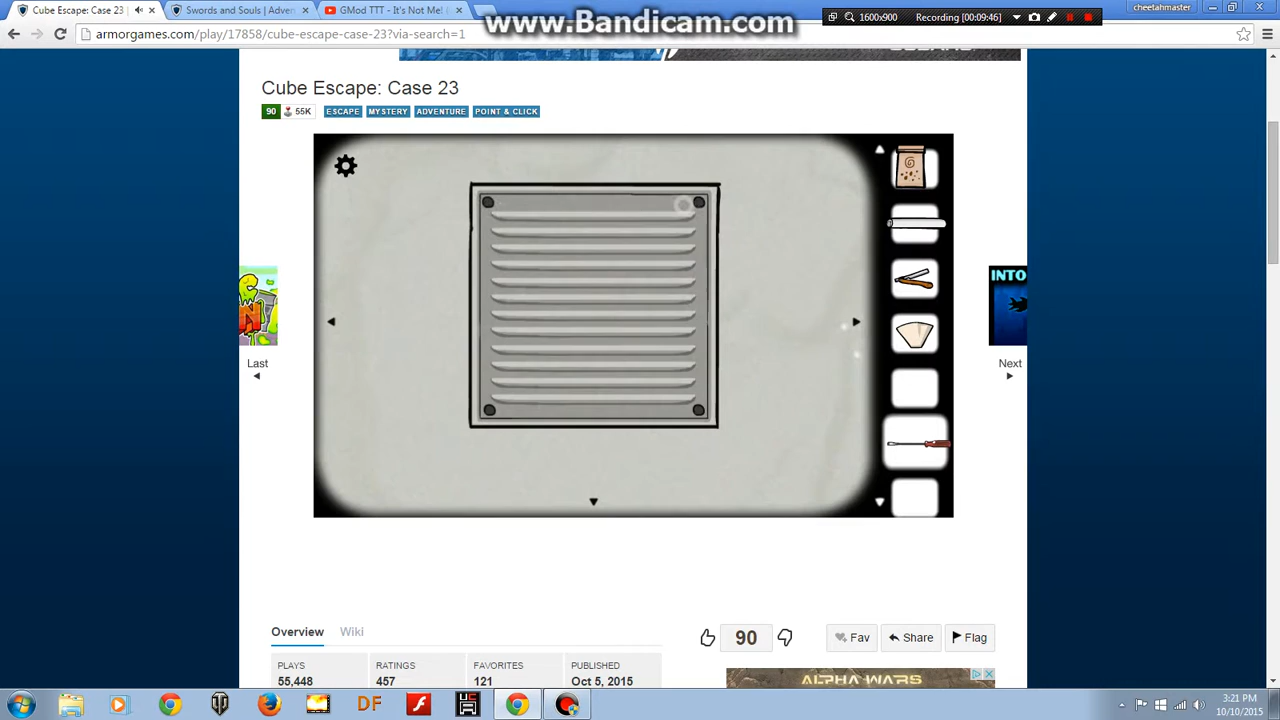 Cube Escape: Case 23 |
Swords and Souls | Adven
GMod TTT - It's Not Me! (
www.Bandicam.com
1600x900
Recording [00:09:46]
cheetahmaster
armorgames.com/play/17858/cube-escape-case-23?via-search=1
Cube Escape: Case 23
90
55K
ESCAPE
MYSTERY
ADVENTURE
POINT & CLICK
INTO
Last
Next
Overview
Wiki
90
Fav
Share
Flag
PLAYS
RATINGS
FAVORITES
PUBLISHED
55,448
457
121
Oct 5, 2015
ALPHA WARS
DF
3:21 PM
10/10/2015